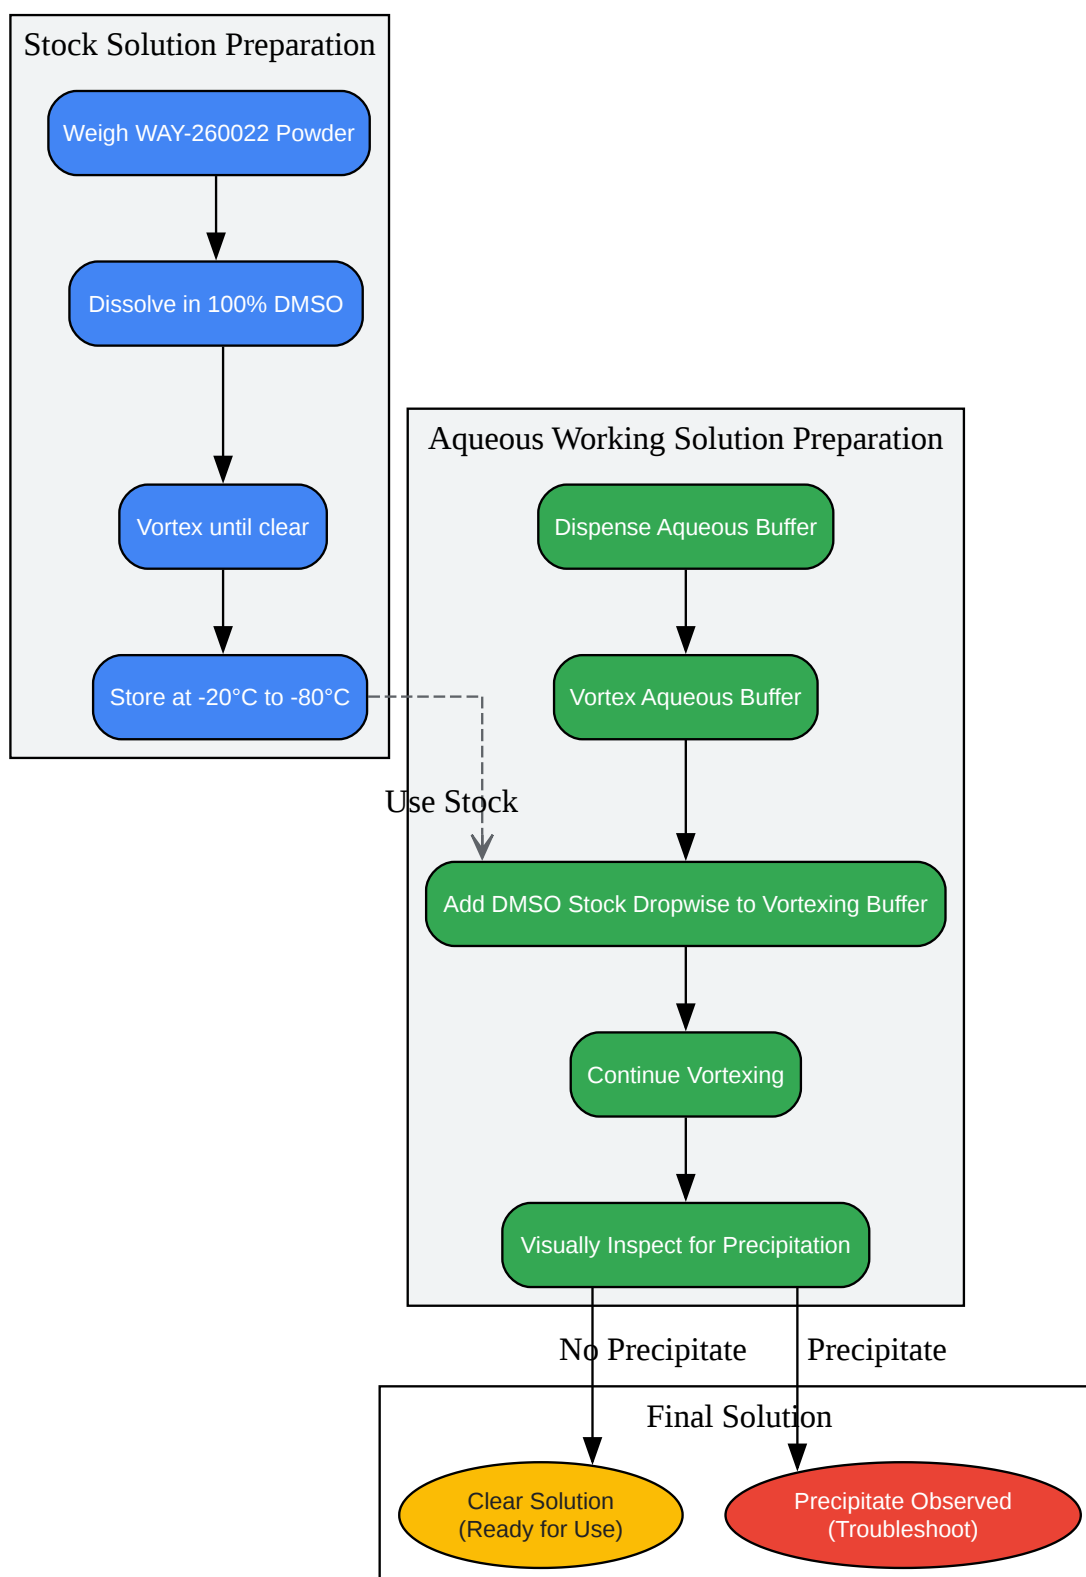 Stock Solution Preparation
Weigh WAY-260022 Powder
Dissolve in 100% DMSO
Vortex until clear
Store at -20°C to -80°C
Use Stock
Aqueous Working Solution Preparation
Dispense Aqueous Buffer
Vortex Aqueous Buffer
Add DMSO Stock Dropwise to Vortexing Buffer
Continue Vortexing
Visually Inspect for Precipitation
No Precipitate
Precipitate
Final Solution
Clear Solution
(Ready for Use)
Precipitate Observed
(Troubleshoot)